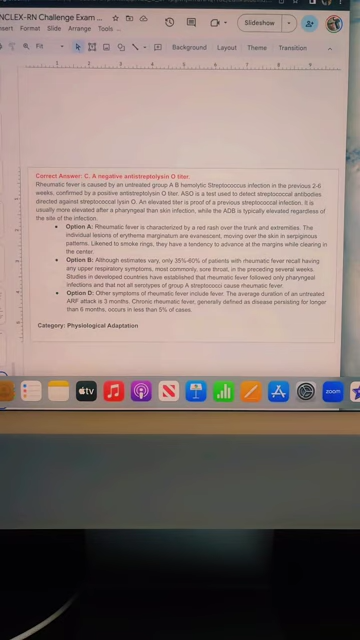 NCLEX-RN Challenge Exam ...
Slideshow
Format Slide Arrange Tools ...
Fit Background Layout Theme Transition
1 2 3 4 5 6 7 8 9
Correct Answer: C. A negative antistreptolysin O titer.
Rheumatic fever is caused by an untreated group A B hemolytic Streptococcus infection in the previous 2-6
weeks, confirmed by a positive antistreptolysin O titer. ASO is a test used to detect streptococcal antibodies
directed against streptococcal lysin O. An elevated titer is proof of a previous streptococcal infection. It is
usually more elevated after a pharyngeal than skin infection, while the ADB is typically elevated regardless of
the site of the infection.
• Option A: Rheumatic fever is characterized by a red rash over the trunk and extremities. The
individual lesions of erythema marginatum are evanescent, moving over the skin in serpiginous
patterns. Likened to smoke rings, they have a tendency to advance at the margins while clearing in
the center.
• Option B: Although estimates vary, only 35%-60% of patients with rheumatic fever recall having
any upper respiratory symptoms, most commonly, sore throat, in the preceding several weeks.
Studies in developed countries have established that rheumatic fever followed only pharyngeal
infections and that not all serotypes of group A streptococci cause rheumatic fever.
• Option D: Other symptoms of rheumatic fever include fever. The average duration of an untreated
ARF attack is 3 months. Chronic rheumatic fever, generally defined as disease persisting for longer
than 6 months, occurs in less than 5% of cases.
Category: Physiological Adaptation
tv
zoom